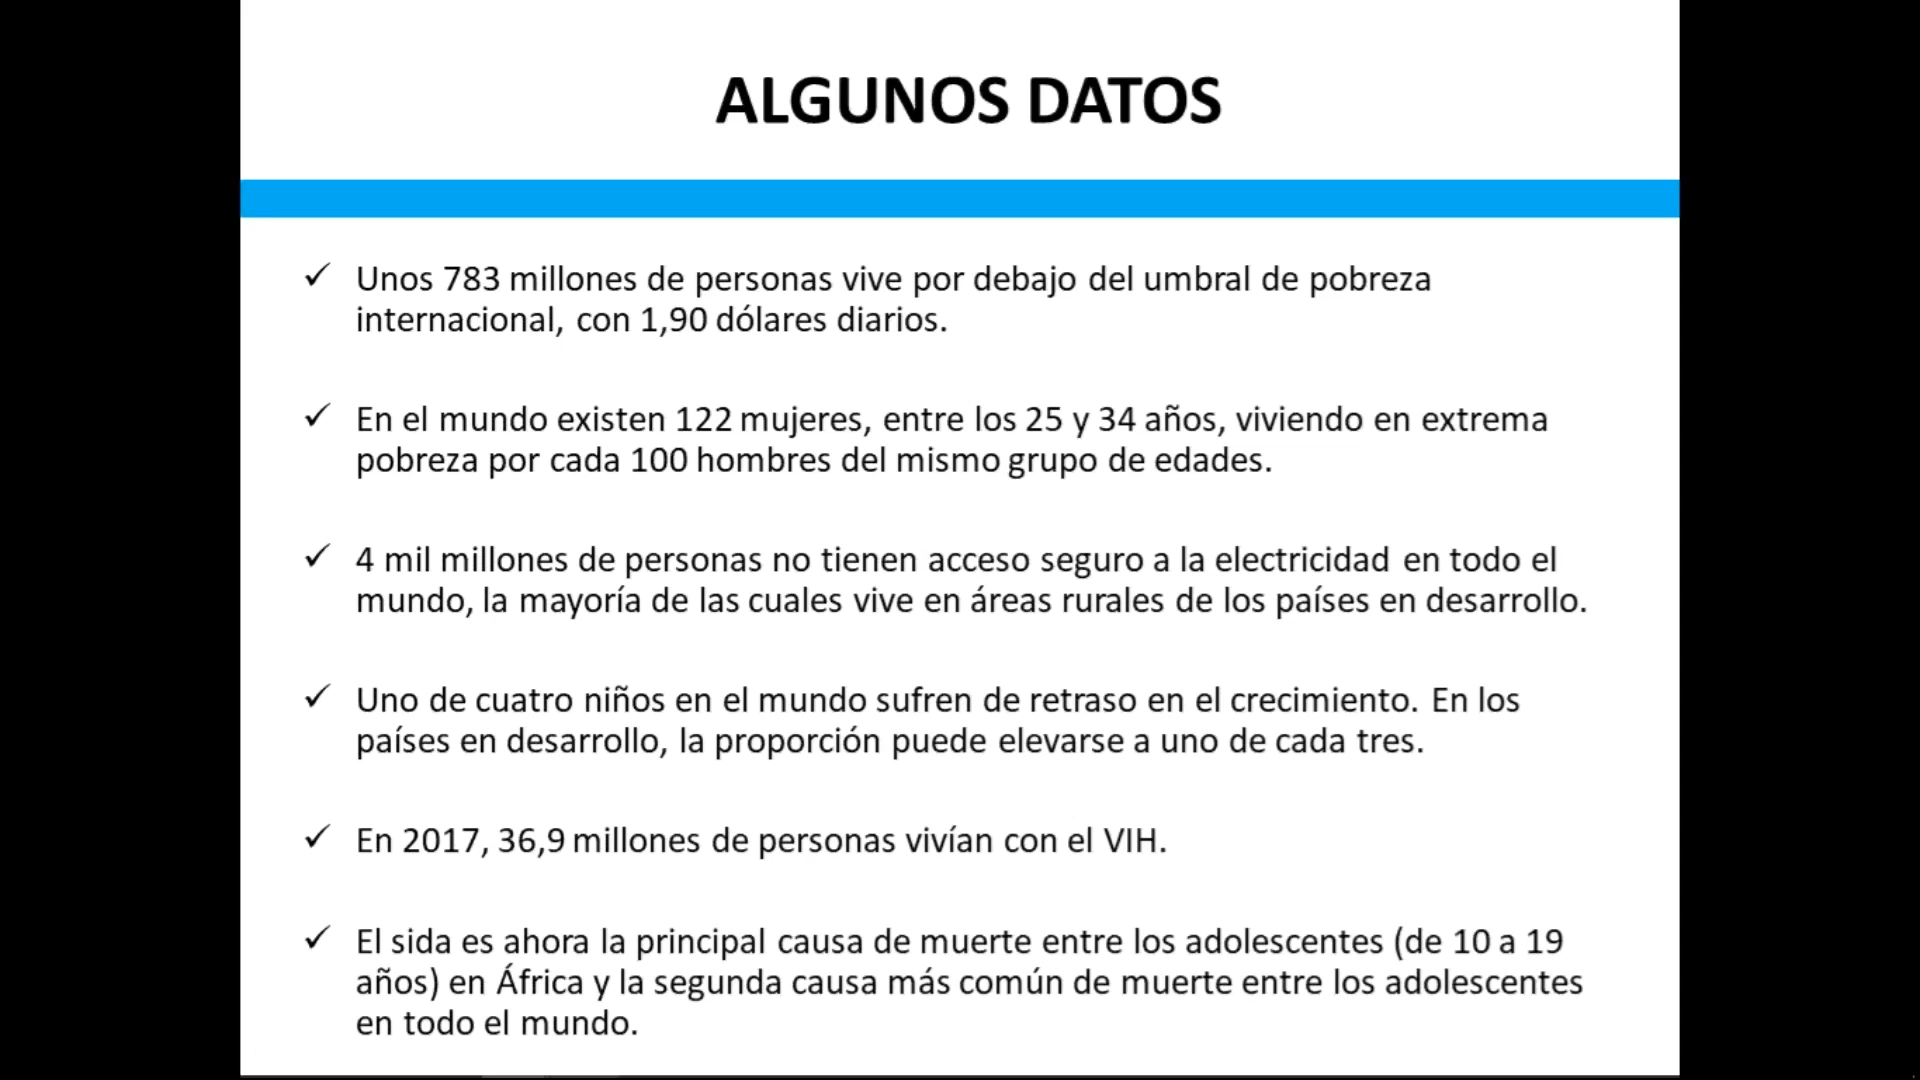 ALGUNOS DATOS
✓ Unos 783 millones de personas vive por debajo del umbral de pobreza
internacional, con 1,90 dólares diarios.
✓ En el mundo existen 122 mujeres, entre los 25 y 34 años, viviendo en extrema
pobreza por cada 100 hombres del mismo grupo de edades.
✓ 4 mil millones de personas no tienen acceso seguro a la electricidad en todo el
mundo, la mayoría de las cuales vive en áreas rurales de los países en desarrollo.
✓ Uno de cuatro niños en el mundo sufren de retraso en el crecimiento. En los
países en desarrollo, la proporción puede elevarse a uno de cada tres.
✓ En 2017, 36,9 millones de personas vivían con el VIH.
✓ El sida es ahora la principal causa de muerte entre los adolescentes (de 10 a 19
años) en África y la segunda causa más común de muerte entre los adolescentes
en todo el mundo.